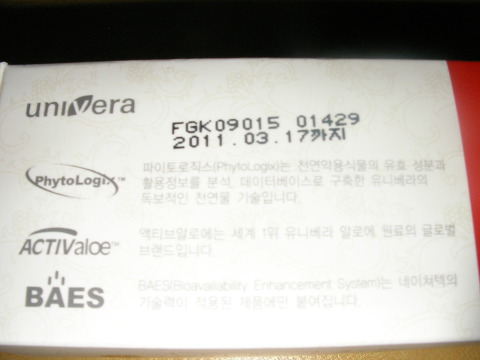 univera
FGK09015 01429
2011.03.17까지
PhytoLogix™
파이토로직스(PhytoLogix)는 천연약용식물의 유효 성분과
활용정보를 분석, 데이터베이스로 구축한 유니베라의
독보적인 천연물 기술입니다.
ACTIValoe™
액티브알로에는 세계 1위 유니베라 알로에 원료의 글로벌
브랜드입니다.
BAES
BAES(Bioavailability Enhancement System)는 네이쳐텍의
기술력이 적용된 제품에만 붙여집니다.